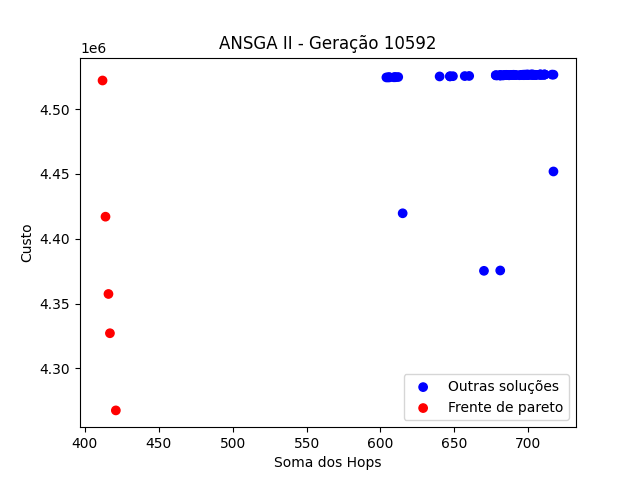 ANSGA II - Geração 10592
1e6
4.50
4.45
4.40
4.35
4.30
Custo
400 450 500 550 600 650 700
Soma dos Hops
Outras soluções
Frente de pareto